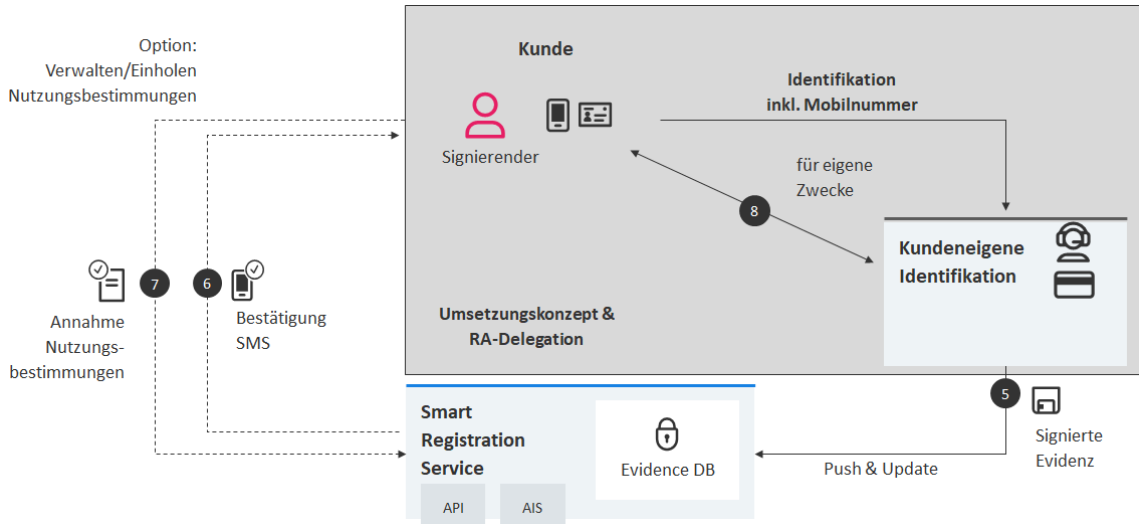 Option:
Verwalten/Einholen
Nutzungsbestimmungen
Kunde
Signierender
Identifikation
inkl. Mobilnummer
für eigene
Zwecke
8
Kundeneigene
Identifikation
7
6
Annahme
Nutzungs-
bestimmungen
Bestätigung
SMS
Umsetzungskonzept &
RA-Delegation
5
Signierte
Evidenz
Smart
Registration
Service
Evidence DB
Push & Update
API
AIS